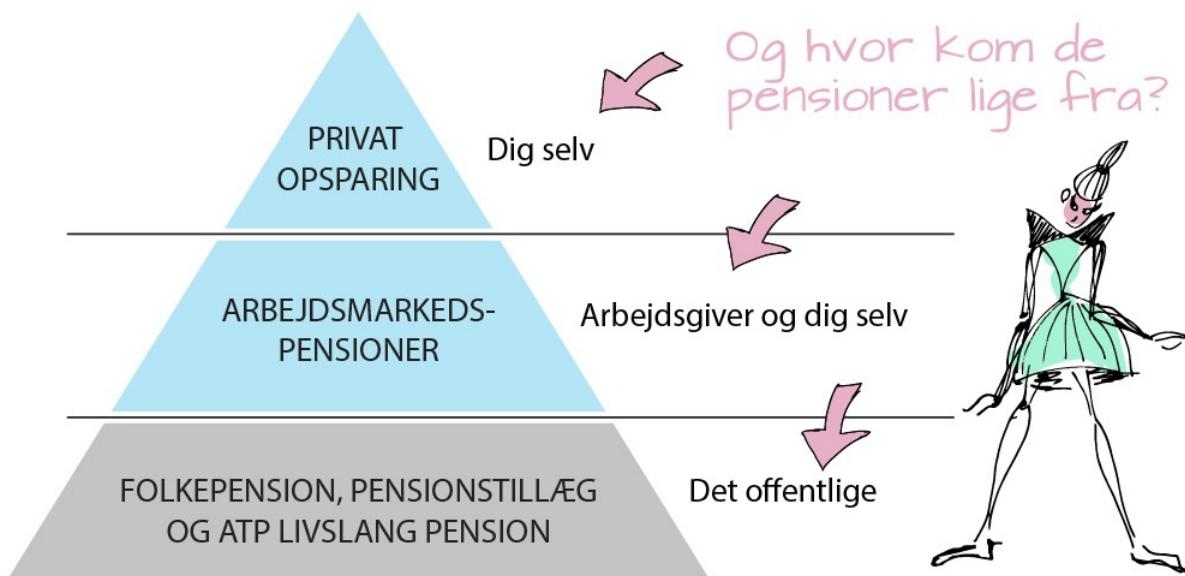 Og hvor kom de
pensioner lige fra?
PRIVAT
OPSPARING
Dig selv
ARBEJDSMARKEDS-
PENSIONER
Arbejdsgiver og dig selv
FOLKEPENSION, PENSIONSTILLÆG
OG ATP LIVSLANG PENSION
Det offentlige